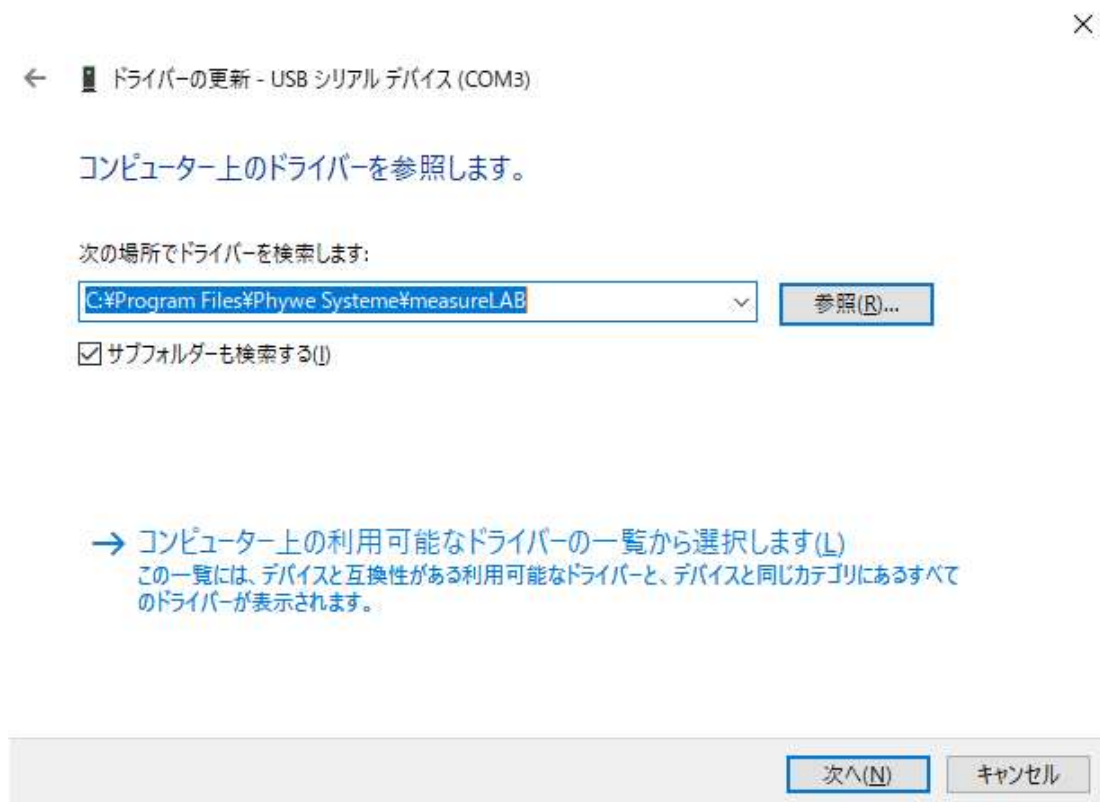 ドライバーの更新 - USB シリアル デバイス (COM3)
コンピューター上のドライバーを参照します。
次の場所でドライバーを検索します:
C:¥Program Files¥Phywe Systeme¥measureLAB
参照(R)...
サブフォルダーも検索する(I)
コンピューター上の利用可能なドライバーの一覧から選択します(L)
この一覧には、デバイスと互換性がある利用可能なドライバーと、デバイスと同じカテゴリにあるすべて
のドライバーが表示されます。
次へ(N)
キャンセル